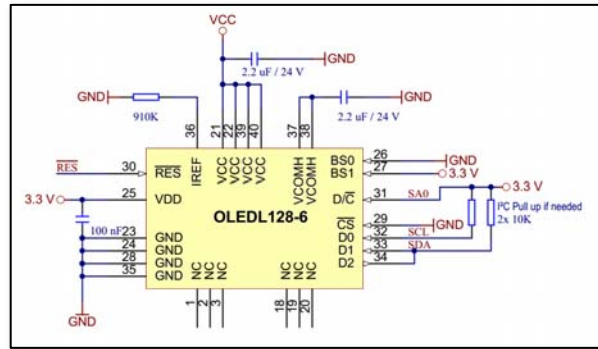 VCC
GND
2.2 uF / 24 V
GND
910K
GND
2.2 uF / 24 V
36
21
22
39
40
37
38
IREF
VCC
VCC
VCC
VCC
VCOMH
VCOMH
RES
30
RES
3.3 V
25
VDD
100 nF
23
GND
24
GND
28
GND
35
GND
GND
OLEDL128-6
BS0
26
GND
BS1
27
3.3 V
D/C
31
SA0
3.3 V
CS
29
GND
D0
32
SCL
D1
33
SDA
D2
34
I²C Pull up if needed
2x 10K
NC
NC
NC
NC
NC
NC
1
2
3
18
19
20